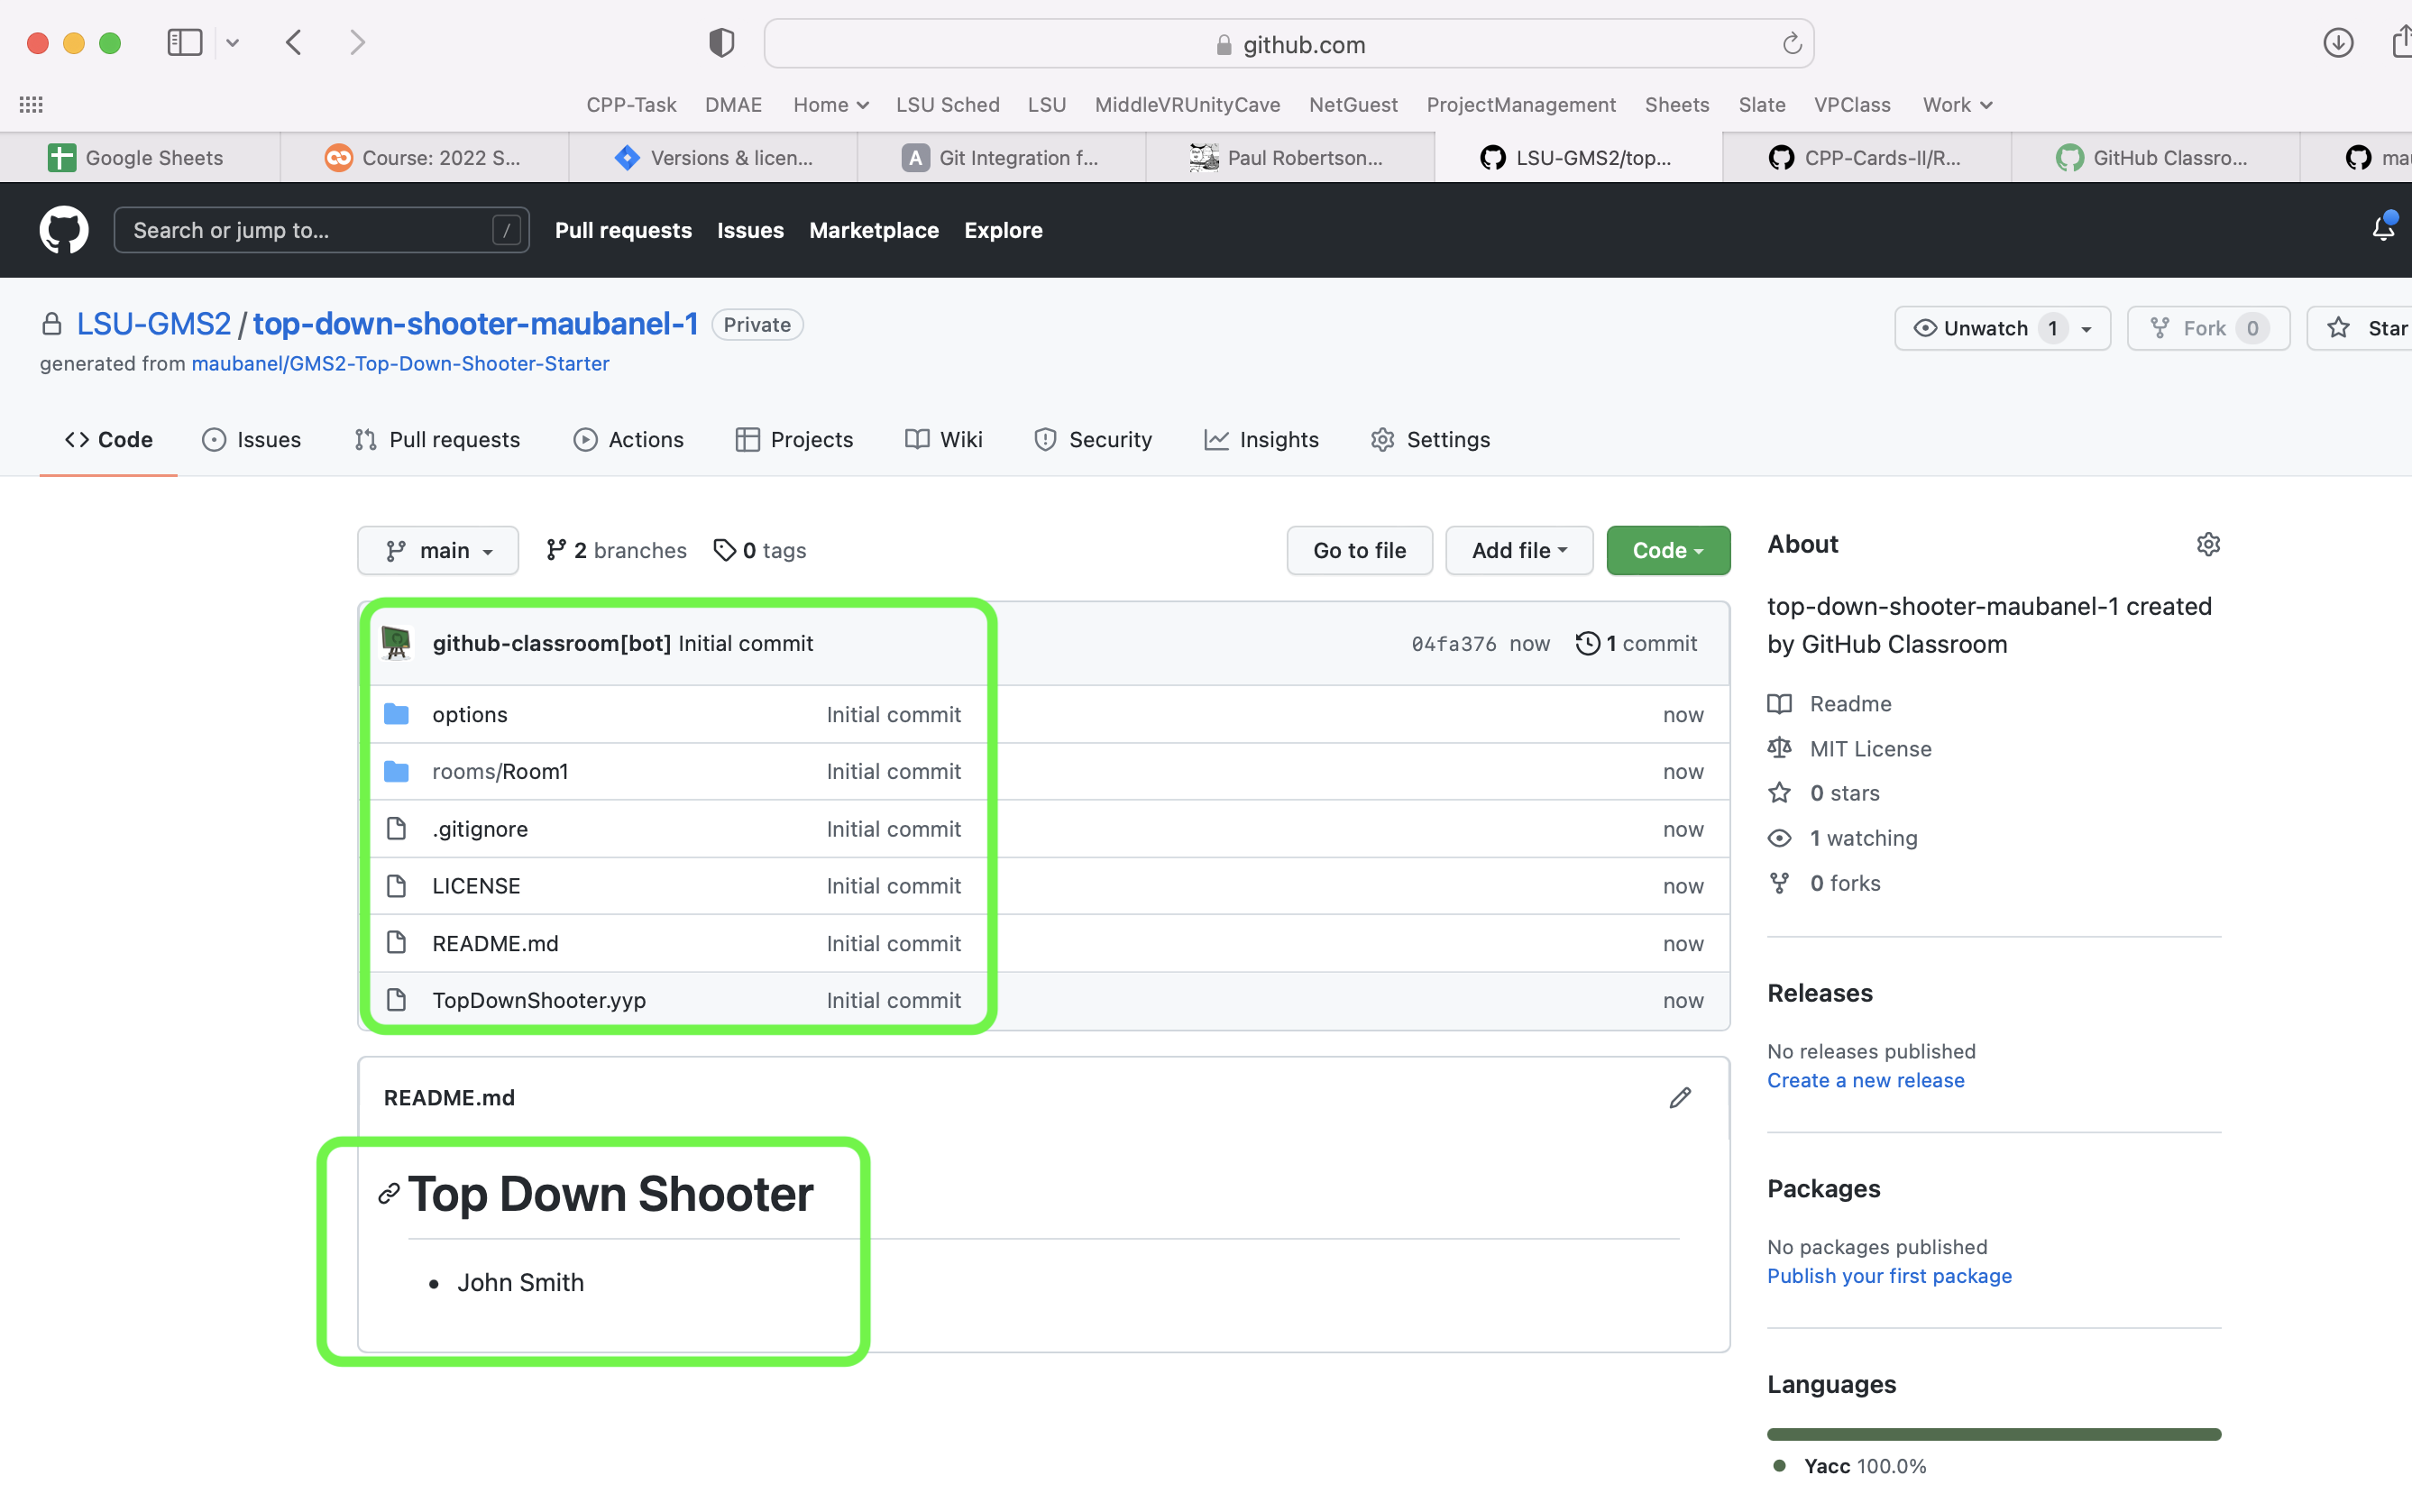 github.com
CPP-Task DMAE Home LSU Sched LSU MiddleVRUnityCave NetGuest ProjectManagement Sheets Slate VPClass Work
Google Sheets Course: 2022 S... Versions & licen... A Git Integration f... Paul Robertson... LSU-GMS2/top... CPP-Cards-II/R... GitHub Classro... mau
Search or jump to... / Pull requests Issues Marketplace Explore
LSU-GMS2 / top-down-shooter-maubanel-1 Private Unwatch 1 Fork 0 Star
generated from maubanel/GMS2-Top-Down-Shooter-Starter
Code Issues Pull requests Actions Projects Wiki Security Insights Settings
main 2 branches 0 tags Go to file Add file Code
github-classroom[bot] Initial commit 04fa376 now 1 commit
options Initial commit now
rooms/Room1 Initial commit now
.gitignore Initial commit now
LICENSE Initial commit now
README.md Initial commit now
TopDownShooter.yyp Initial commit now
README.md
Top Down Shooter
• John Smith
About
top-down-shooter-maubanel-1 created
by GitHub Classroom
Readme
MIT License
0 stars
1 watching
0 forks
Releases
No releases published
Create a new release
Packages
No packages published
Publish your first package
Languages
Yacc 100.0%